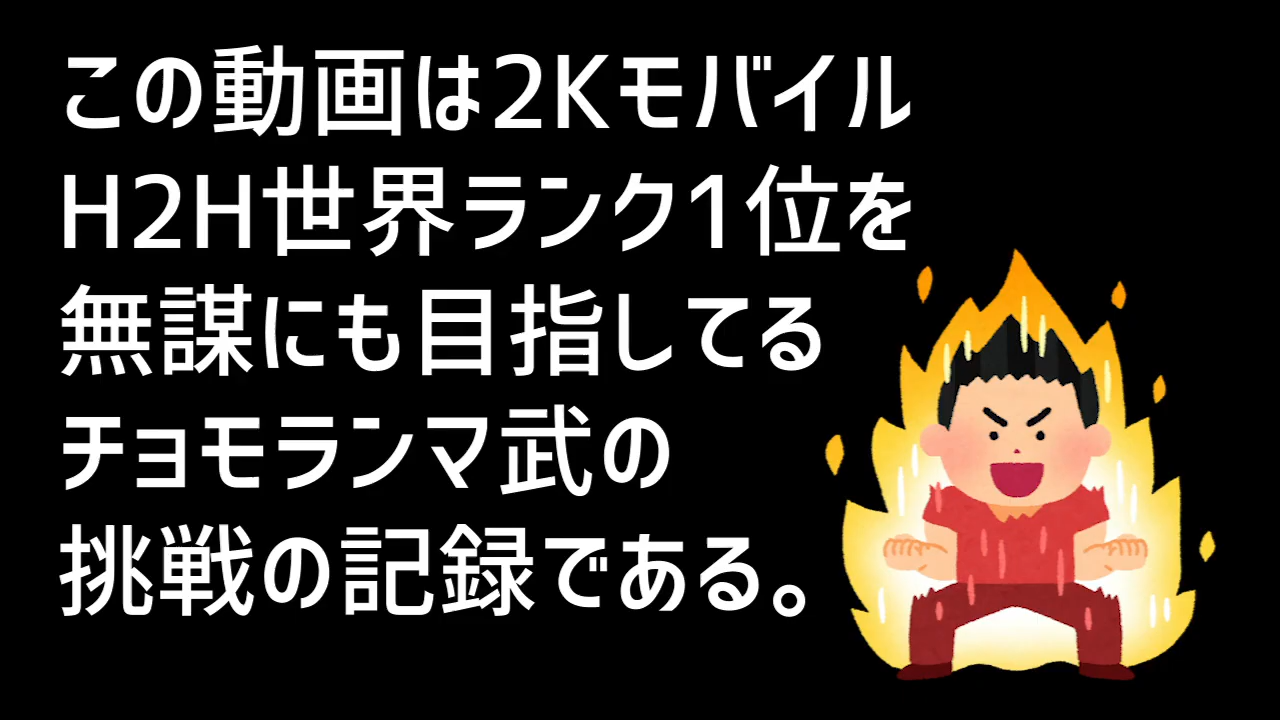 この動画は2Kモバイル
H2H世界ランク1位を
無謀にも目指してる
チョモランマ武の
挑戦の記録である。